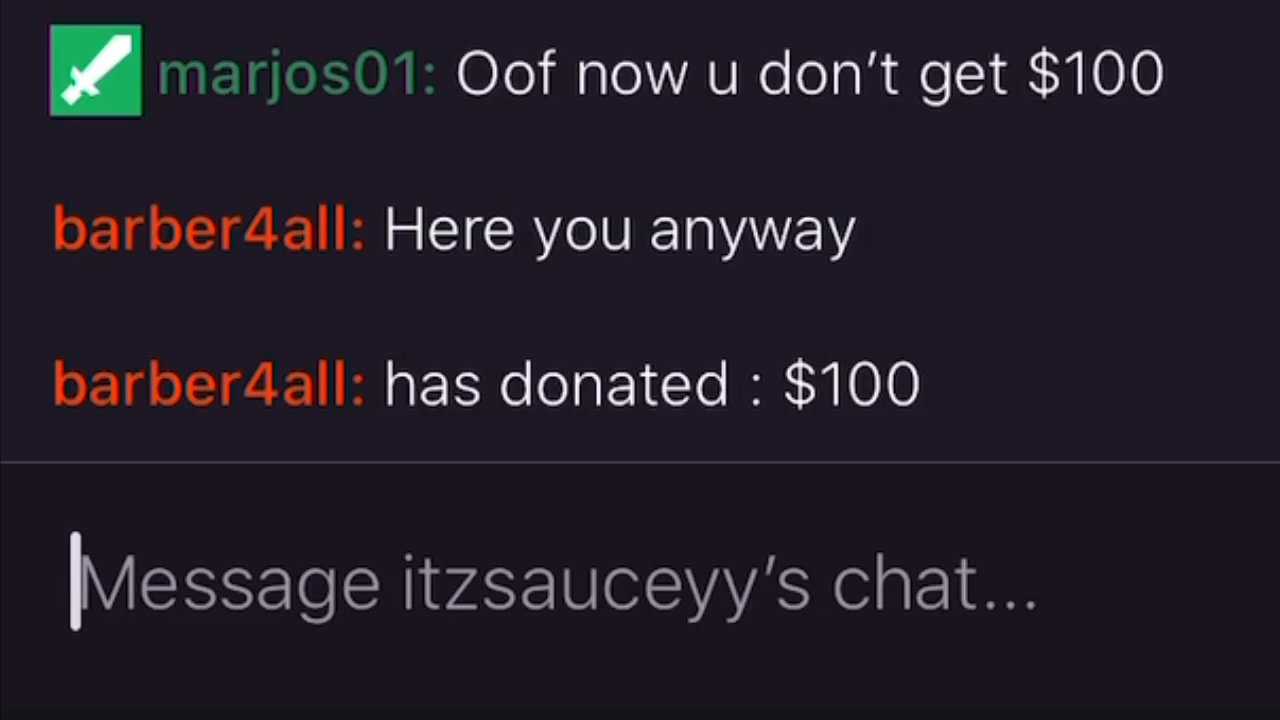 marjos01: Oof now u don’t get $100
barber4all: Here you anyway
barber4all: has donated : $100
Message itzsauceyy’s chat...